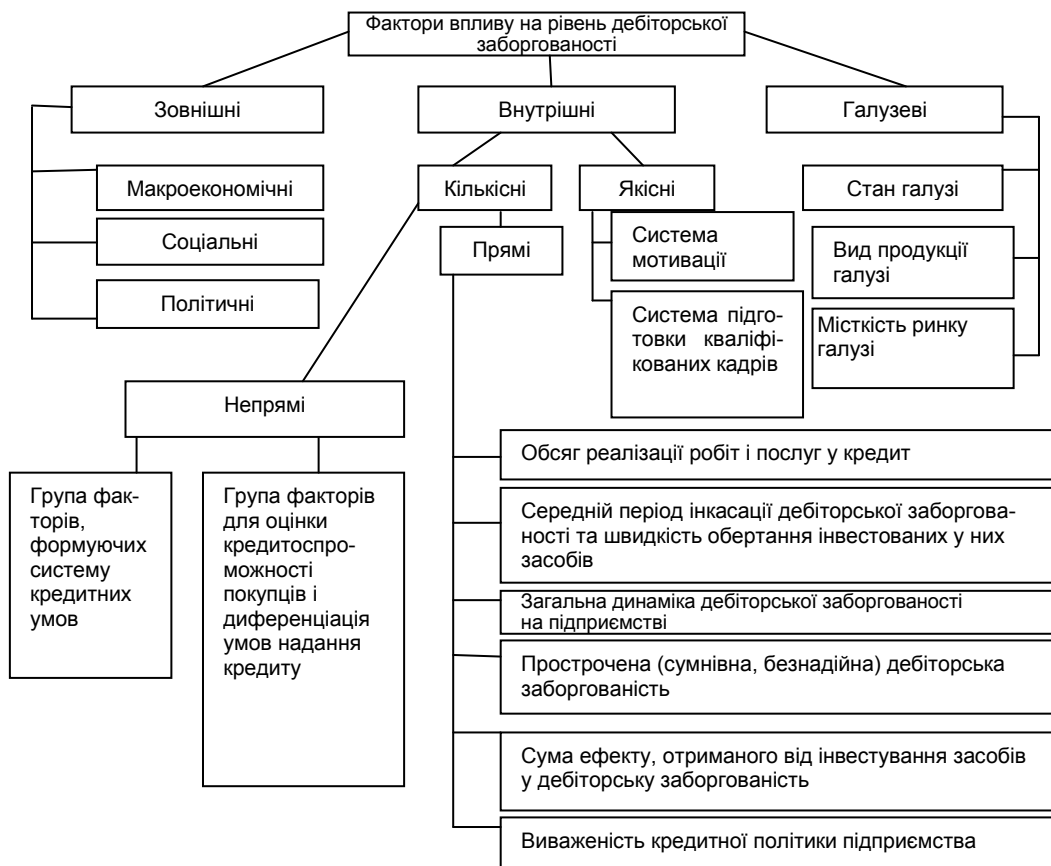 Фактори впливу на рівень дебіторської
заборгованості
Зовнішні
Внутрішні
Галузеві
Макроекономічні
Соціальні
Політичні
Кількісні
Якісні
Стан галузі
Прямі
Система
мотивації
Вид продукції
галузі
Система підго-
товки кваліфі-
кованих кадрів
Місткість ринку
галузі
Непрямі
Група фак-
торів,
формуючих
систему
кредитних
умов
Група факторів
для оцінки
кредитоспро-
можності
покупців і
диференціація
умов надання
кредиту
Обсяг реалізації робіт і послуг у кредит
Середній період інкасації дебіторської заборгова-
ності та швидкість обертання інвестованих у них
засобів
Загальна динаміка дебіторської заборгованості
на підприємстві
Прострочена (сумнівна, безнадійна) дебіторська
заборгованість
Сума ефекту, отриманого від інвестування засобів
у дебіторську заборгованість
Виваженість кредитної політики підприємства